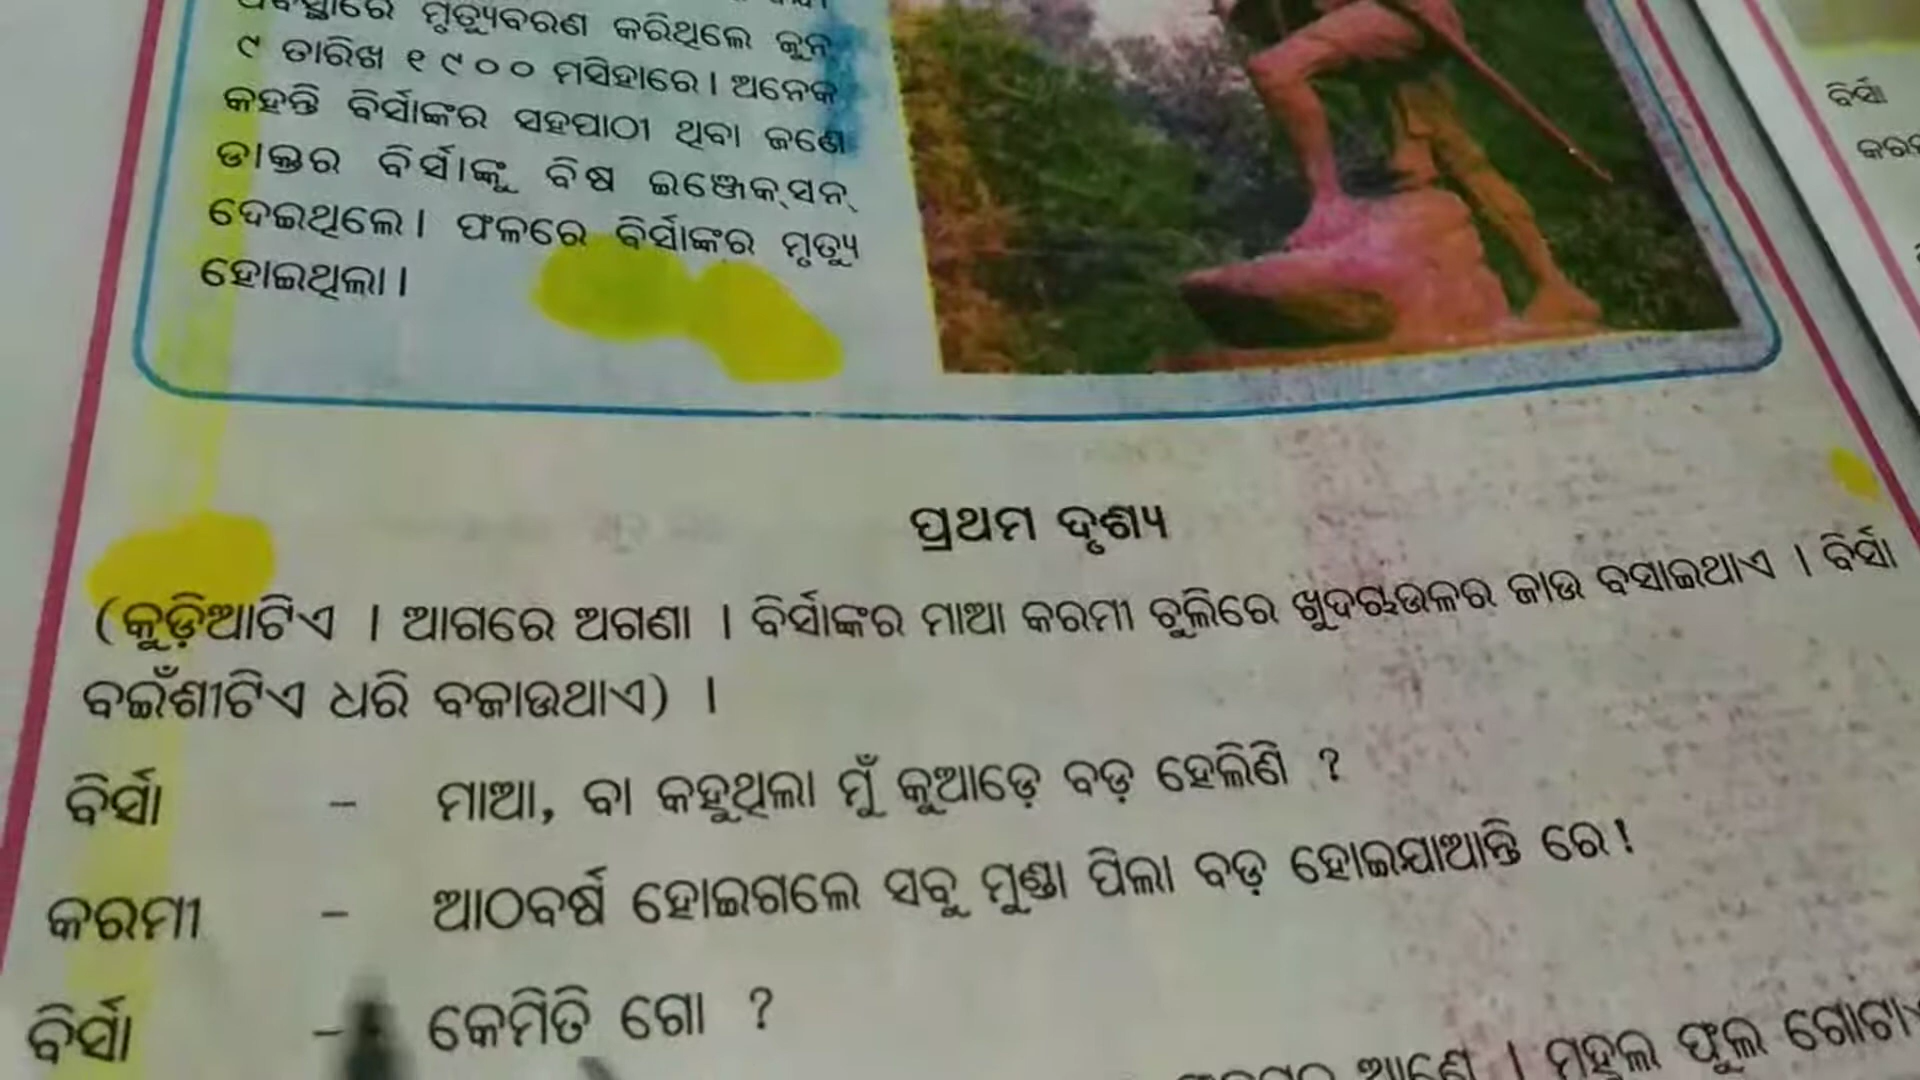 ମୃତ୍ୟୁବରଣ କରିଥିଲେ ଜୁନ
୯ ତାରିଖ ୧୯୦୦ ମସିହାରେ। ଅନେକ
କହନ୍ତି ବିର୍ସାଙ୍କର ସହପାଠୀ ଥିବା ଜଣେ
ଡାକ୍ତର ବିର୍ସାଙ୍କୁ ବିଷ ଇଞ୍ଜେକ୍‌ସନ୍
ଦେଇଥିଲେ। ଫଳରେ ବିର୍ସାଙ୍କର ମୃତ୍ୟୁ
ହୋଇଥିଲା।
ପ୍ରଥମ ଦୃଶ୍ୟ
(କୁଡ଼ିଆଟିଏ । ଆଗରେ ଅଗଣା । ବିର୍ସାଙ୍କର ମାଆ କରମୀ ଚୁଲିରେ ଖୁଦଚାଉଳର ଜାଉ ବସାଇଥାଏ । ବିର୍ସା
ବଇଁଶୀଟିଏ ଧରି ବଜାଉଥାଏ) ।
ବିର୍ସା – ମାଆ, ବା କହୁଥିଲା ମୁଁ କୁଆଡ଼େ ବଡ଼ ହେଲିଣି ?
କରମୀ – ଆଠବର୍ଷ ହୋଇଗଲେ ସବୁ ମୁଣ୍ଡା ପିଲା ବଡ଼ ହୋଇଯାଆନ୍ତି ରେ !
ବିର୍ସା – କେମିତି ଗୋ ?
ଆଣେ । ମହୁଲ ଫୁଲ
ବିର୍ସା